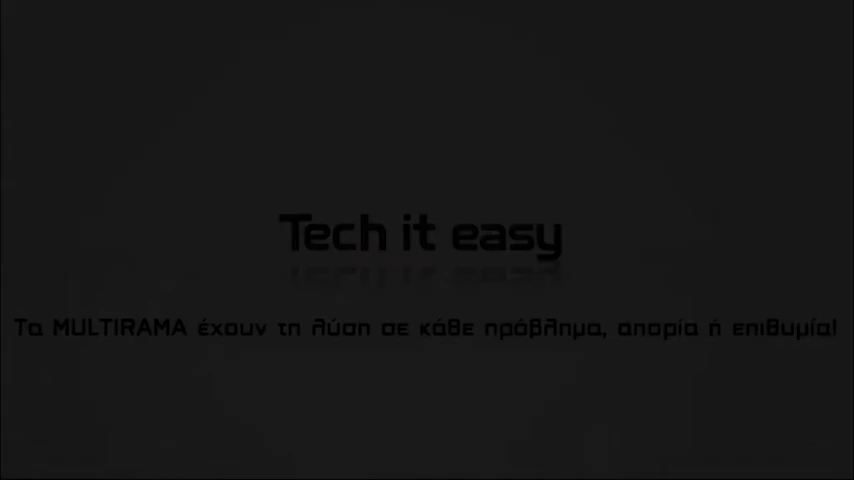 Tech it easy
Τα MULTIRAMA έχουν τη λύση σε κάθε πρόβλημα, απορία ή επιθυμία!